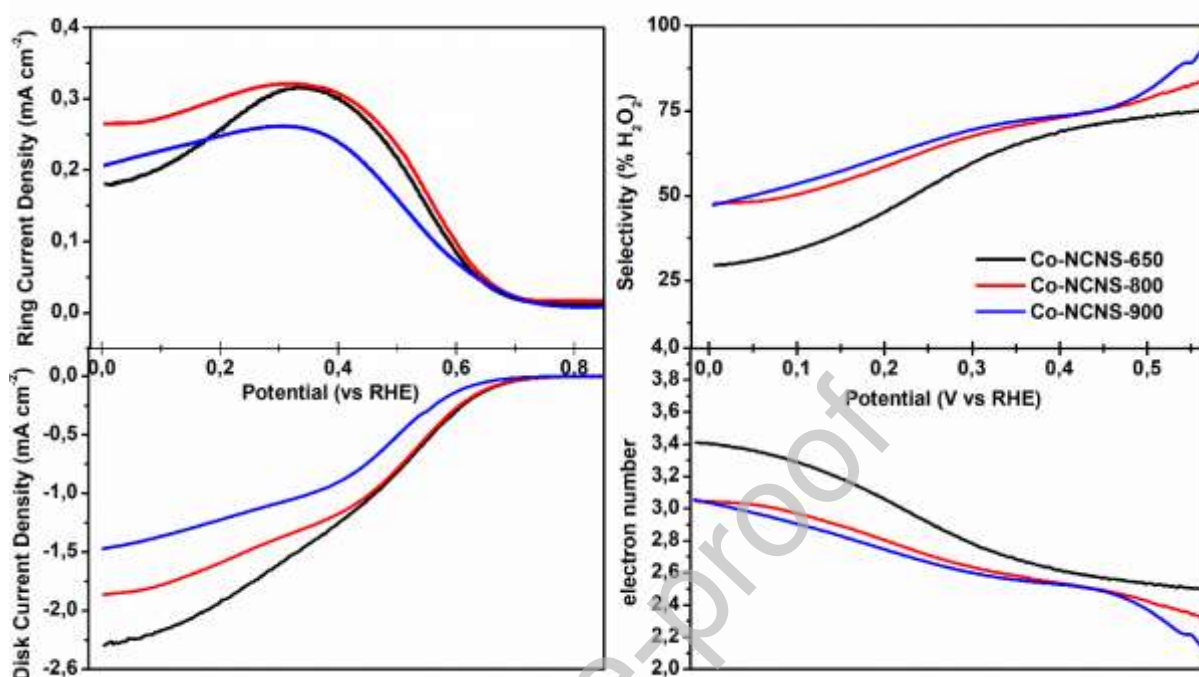 Ring Current Density (mA cm⁻²)
0,4
0,3
0,2
0,1
0,0
Disk Current Density (mA cm⁻²)
0,0
-0,5
-1,0
-1,5
-2,0
-2,6
0,0 0,2 0,4 0,6 0,8
Potential (vs RHE)
Selectivity (% H₂O₂)
100
75
50
25
Co-NCNS-650
Co-NCNS-800
Co-NCNS-900
0,0 0,1 0,2 0,3 0,4 0,5
Potential (V vs RHE)
electron number
4,0
3,8
3,6
3,4
3,2
3,0
2,8
2,6
2,4
2,2
2,0
e-proof